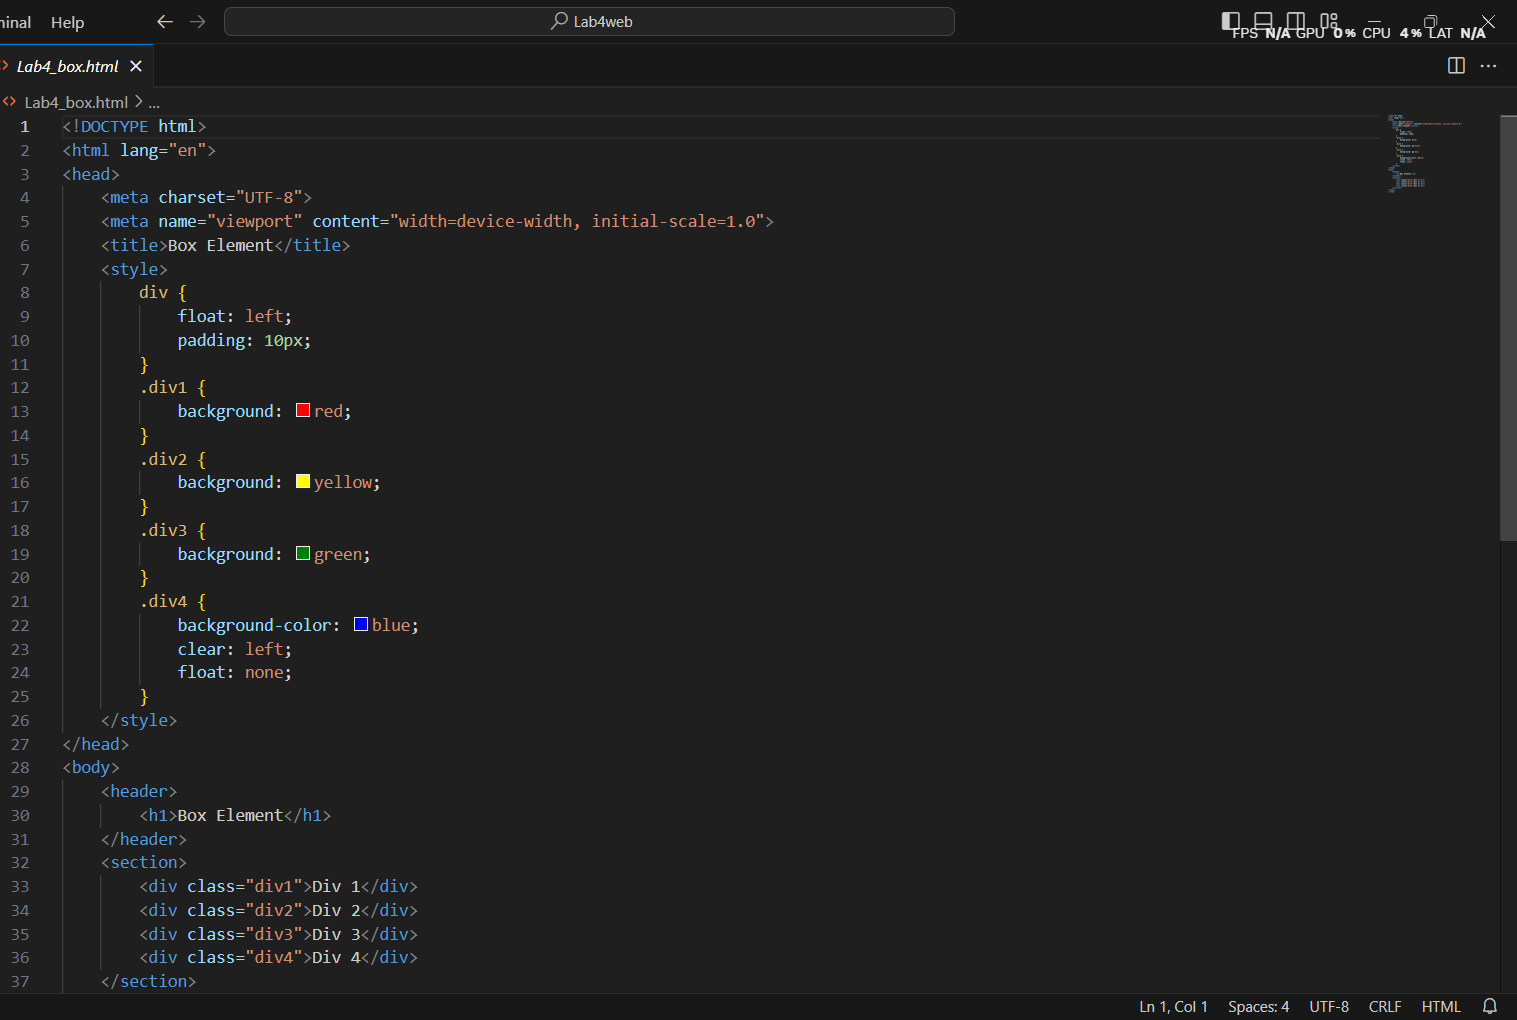 Help
Lab4web
FPS N/A GPU 0% CPU 4% LAT N/A
Lab4_box.html
Lab4_box.html > ...
1 <!DOCTYPE html>
2 <html lang="en">
3 <head>
4     <meta charset="UTF-8">
5     <meta name="viewport" content="width=device-width, initial-scale=1.0">
6     <title>Box Element</title>
7     <style>
8         div {
9             float: left;
10             padding: 10px;
11         }
12         .div1 {
13             background: red;
14         }
15         .div2 {
16             background: yellow;
17         }
18         .div3 {
19             background: green;
20         }
21         .div4 {
22             background-color: blue;
23             clear: left;
24             float: none;
25         }
26     </style>
27 </head>
28 <body>
29     <header>
30         <h1>Box Element</h1>
31     </header>
32     <section>
33         <div class="div1">Div 1</div>
34         <div class="div2">Div 2</div>
35         <div class="div3">Div 3</div>
36         <div class="div4">Div 4</div>
37     </section>
Ln 1, Col 1 Spaces: 4 UTF-8 CRLF HTML